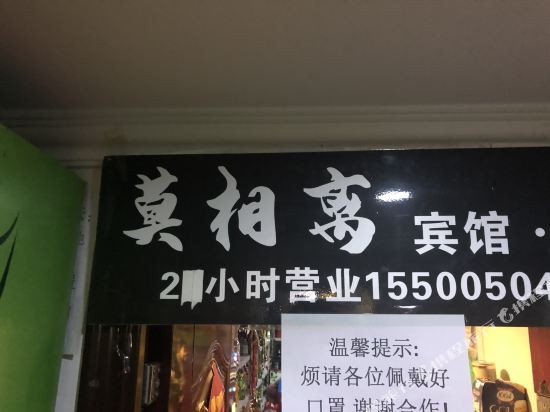 莫相离 宾馆·
2 小时营业15500504
温馨提示:
烦请各位佩戴好
口罩 谢谢合作!